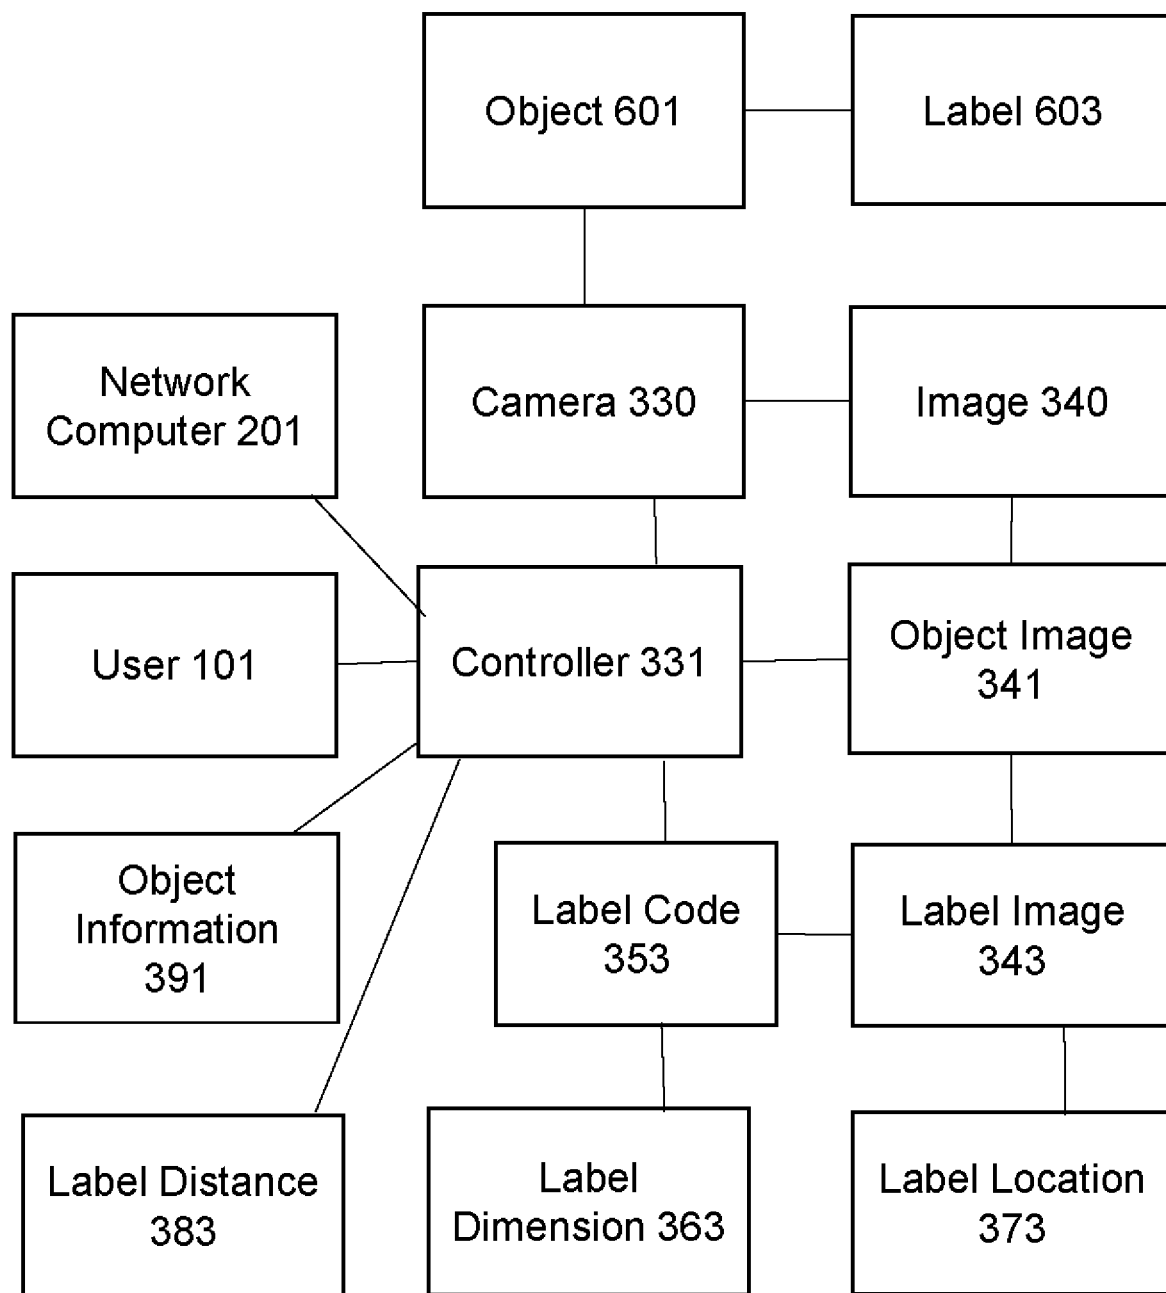 Object 601
Label 603
Network
Computer 201
Camera 330
Image 340
User 101
Controller 331
Object Image
341
Object
Information
391
Label Code
353
Label Image
343
Label Distance
383
Label
Dimension 363
Label Location
373